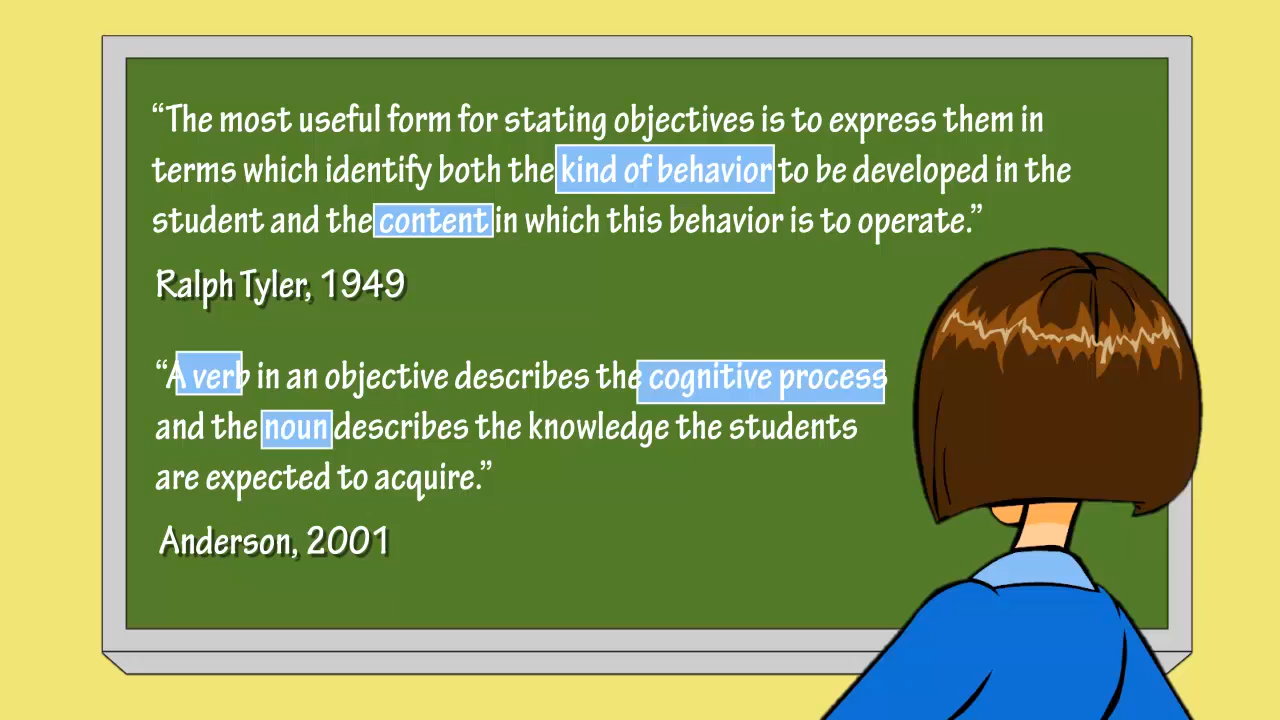 “The most useful form for stating objectives is to express them in
terms which identify both the kind of behavior to be developed in the
student and the content in which this behavior is to operate.”
Ralph Tyler, 1949
“A verb in an objective describes the cognitive process
and the noun describes the knowledge the students
are expected to acquire.”
Anderson, 2001